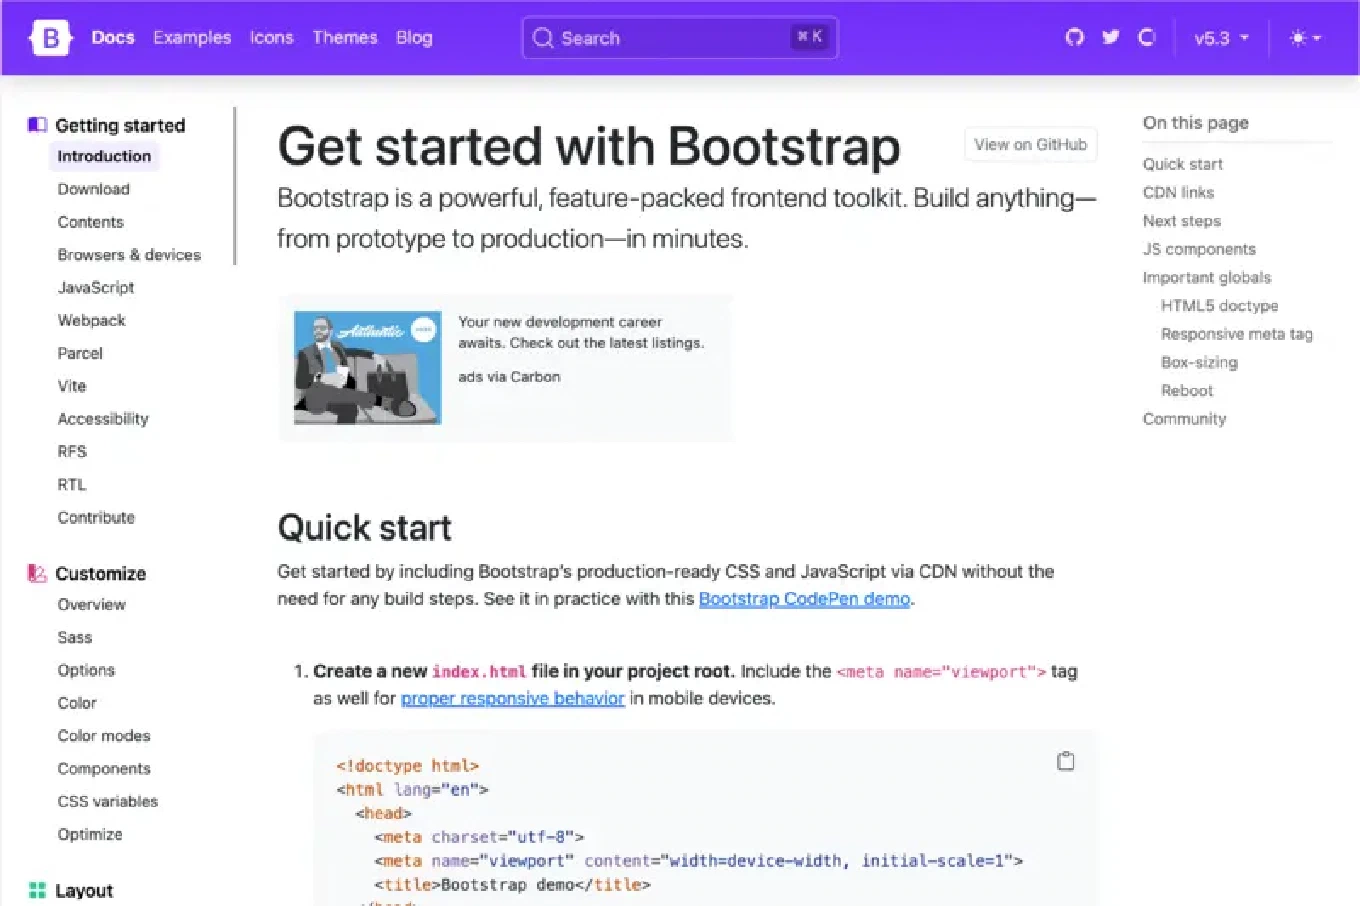 B Docs Examples Icons Themes Blog Search ⌘ K v5.3
Getting started
Introduction
Download
Contents
Browsers & devices
JavaScript
Webpack
Parcel
Vite
Accessibility
RFS
RTL
Contribute
Customize
Overview
Sass
Options
Color
Color modes
Components
CSS variables
Optimize
Layout
Get started with Bootstrap
View on GitHub
Bootstrap is a powerful, feature-packed frontend toolkit. Build anything—
from prototype to production—in minutes.
Authentic
Your new development career
awaits. Check out the latest listings.
ads via Carbon
Quick start
Get started by including Bootstrap's production-ready CSS and JavaScript via CDN without the
need for any build steps. See it in practice with this Bootstrap CodePen demo.
1. Create a new index.html file in your project root. Include the <meta name="viewport"> tag
as well for proper responsive behavior in mobile devices.
<!doctype html>
<html lang="en">
<head>
<meta charset="utf-8">
<meta name="viewport" content="width=device-width, initial-scale=1">
<title>Bootstrap demo</title>
On this page
Quick start
CDN links
Next steps
JS components
Important globals
HTML5 doctype
Responsive meta tag
Box-sizing
Reboot
Community